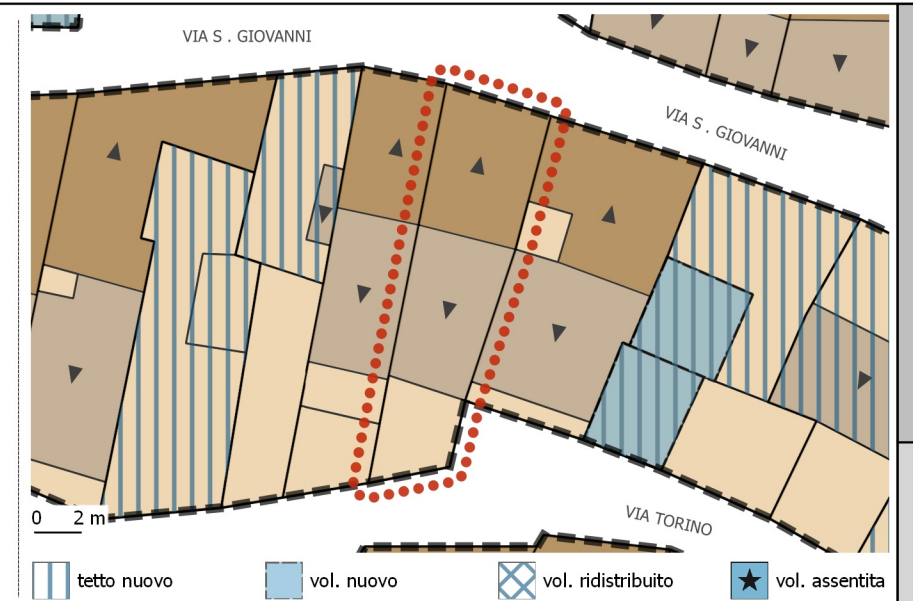 VIA S . GIOVANNI
VIA S . GIOVANNI
VIA TORINO
0 2 m
tetto nuovo
vol. nuovo
vol. ridistribuito
vol. assentita